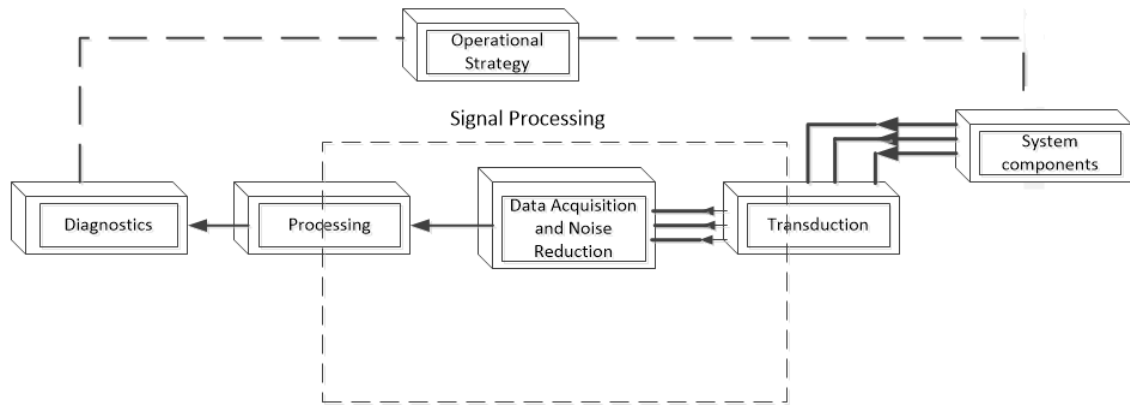 Operational
Strategy
Signal Processing
System
components
Diagnostics
Processing
Data Acquisition
and Noise
Reduction
Transduction